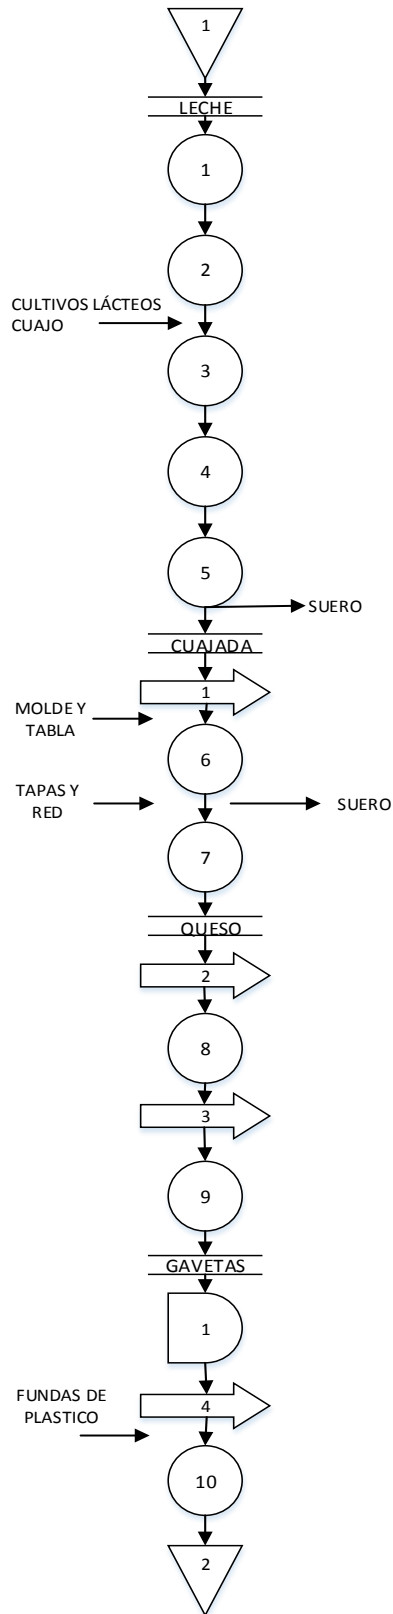 1
LECHE
1
2
CULTIVOS LÁCTEOS
CUAJO
3
4
5
SUERO
CUAJADA
1
MOLDE Y
TABLA
6
TAPAS Y
RED
SUERO
7
QUESO
2
8
3
9
GAVETAS
1
4
FUNDAS DE
PLASTICO
10
2